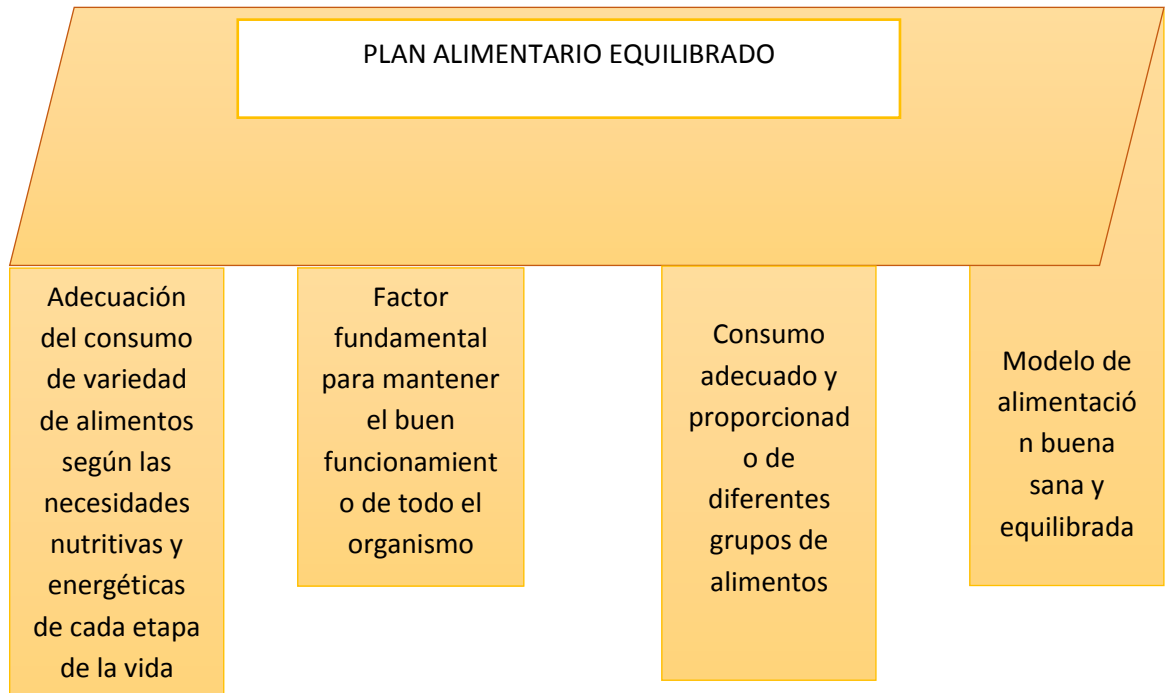 PLAN ALIMENTARIO EQUILIBRADO
Adecuación
del consumo
de variedad
de alimentos
según las
necesidades
nutritivas y
energéticas
de cada etapa
de la vida
Factor
fundamental
para mantener
el buen
funcionamient
o de todo el
organismo
Consumo
adecuado y
proporcionad
o de
diferentes
grupos de
alimentos
Modelo de
alimentació
n buena
sana y
equilibrada